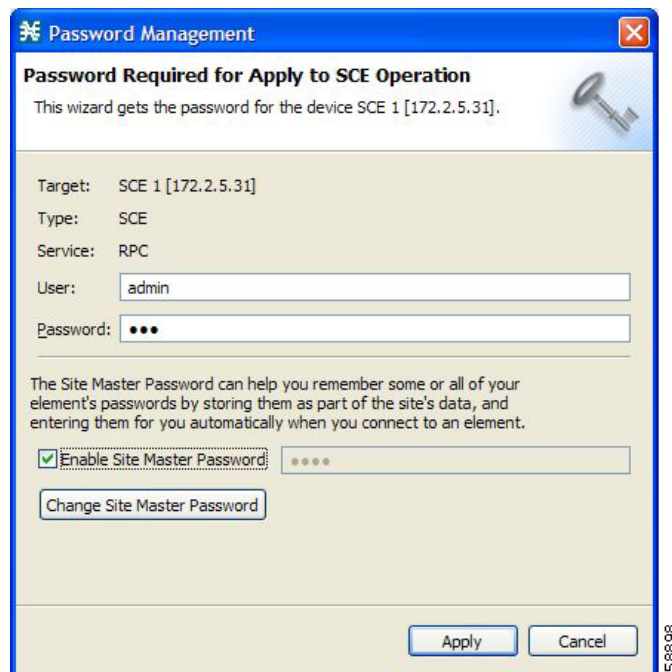 Password Management
Password Required for Apply to SCE Operation
This wizard gets the password for the device SCE 1 [172.2.5.31].
Target: SCE 1 [172.2.5.31]
Type: SCE
Service: RPC
User: admin
Password: •••
The Site Master Password can help you remember some or all of your
element's passwords by storing them as part of the site's data, and
entering them for you automatically when you connect to an element.
Enable Site Master Password ••••
Change Site Master Password
Apply Cancel